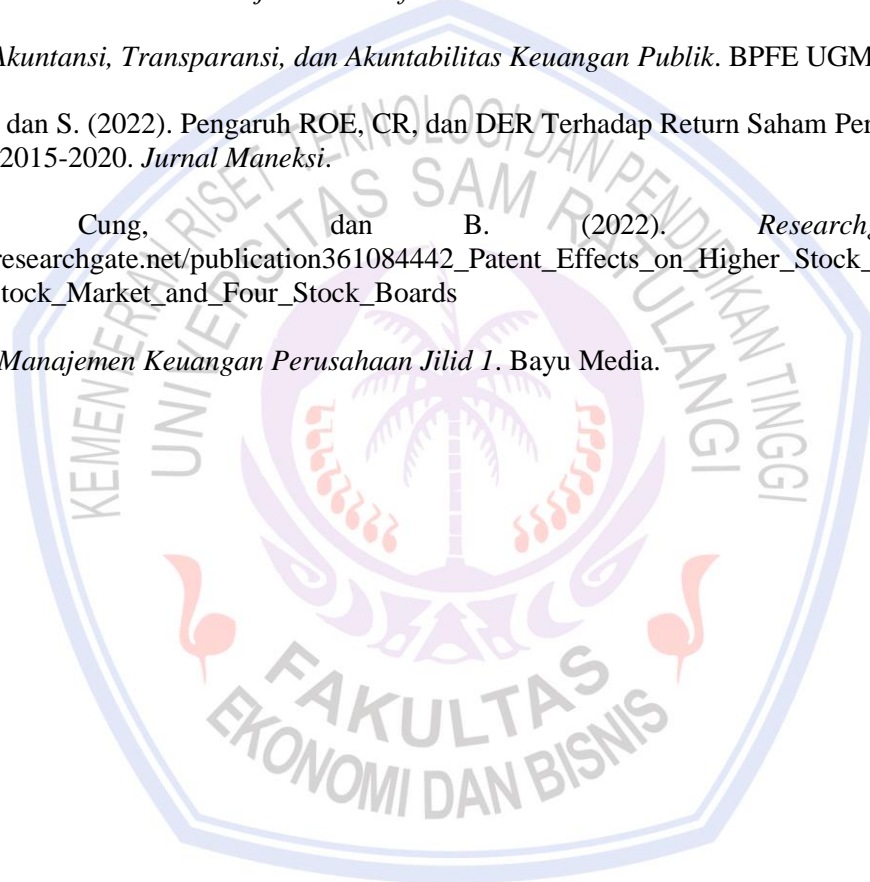 Akuntansi, Transparansi, dan Akuntabilitas Keuangan Publik. BPFE UGM
dan S. (2022). Pengaruh ROE, CR, dan DER Terhadap Return Saham Per
2015-2020. Jurnal Maneksi.
Cung, dan B. (2022). Research
researchgate.net/publication361084442_Patent_Effects_on_Higher_Stock_
tock_Market_and_Four_Stock_Boards
Manajemen Keuangan Perusahaan Jilid 1. Bayu Media.
KEMENTERIAN RISET TEKNOLOGI DAN PENDIDIKAN TINGGI
UNIVERSITAS SAM RATULANGI
FAKULTAS
EKONOMI DAN BISNIS